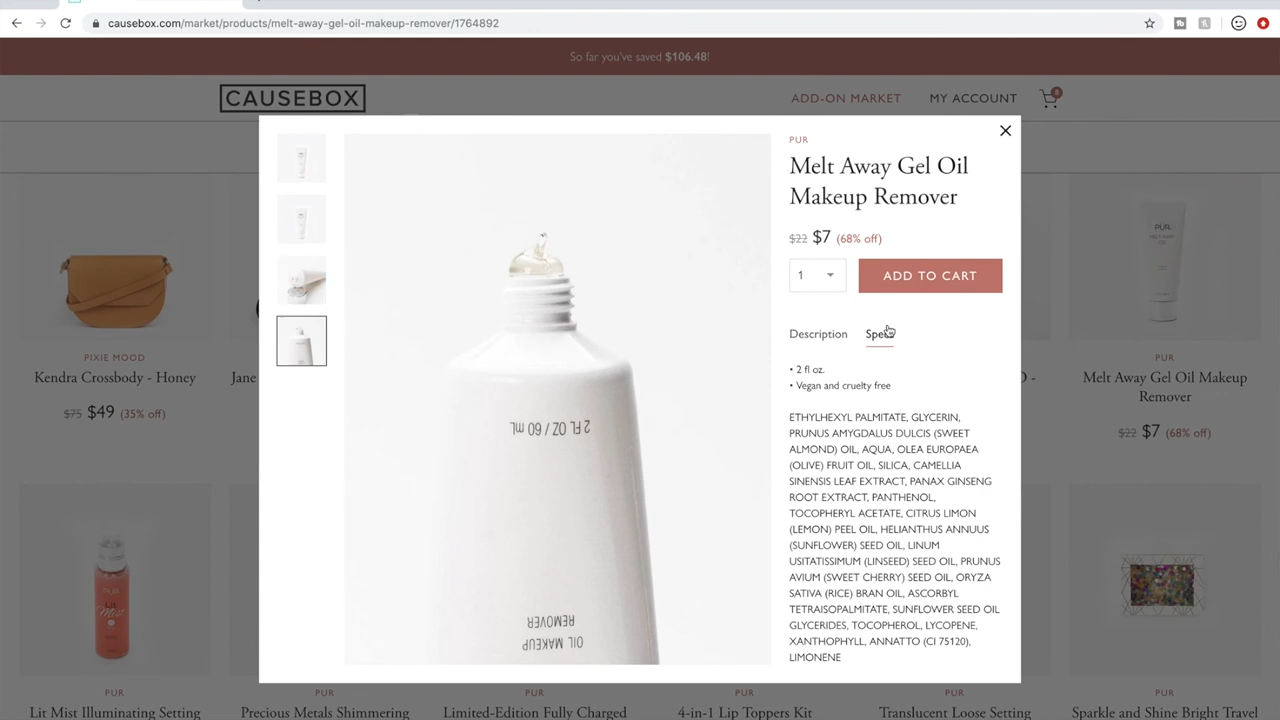 causebox.com/market/products/melt-away-gel-oil-makeup-remover/1764892
So far you've saved $106.48!
CAUSEBOX
ADD-ON MARKET
MY ACCOUNT
PUR
Melt Away Gel Oil
Makeup Remover
$22 $7 (68% off)
1
ADD TO CART
Description
• 2 fl oz.
• Vegan and cruelty free
ETHYLHEXYL PALMITATE, GLYCERIN,
PRUNUS AMYGDALUS DULCIS (SWEET
ALMOND) OIL, AQUA, OLEA EUROPAEA
(OLIVE) FRUIT OIL, SILICA, CAMELLIA
SINENSIS LEAF EXTRACT, PANAX GINSENG
ROOT EXTRACT, PANTHENOL,
TOCOPHERYL ACETATE, CITRUS LIMON
(LEMON) PEEL OIL, HELIANTHUS ANNUUS
(SUNFLOWER) SEED OIL, LINUM
USITATISSIMUM (LINSEED) SEED OIL, PRUNUS
AVIUM (SWEET CHERRY) SEED OIL, ORYZA
SATIVA (RICE) BRAN OIL, ASCORBYL
TETRAISOPALMITATE, SUNFLOWER SEED OIL
GLYCERIDES, TOCOPHEROL, LYCOPENE,
XANTHOPHYLL, ANNATTO (CI 75120),
LIMONENE
2 FL OZ / 60 mL
OIL MAKEUP
REMOVER
PIXIE MOOD
Kendra Crossbody - Honey
$75 $49 (35% off)
PUR
Melt Away Gel Oil Makeup
Remover
$22 $7 (68% off)
PÜR
MELT AWAY
PUR
Lit Mist Illuminating Setting
PUR
Precious Metals Shimmering
PUR
Limited-Edition Fully Charged
PUR
4-in-1 Lip Toppers Kit
PUR
Translucent Loose Setting
PUR
Sparkle and Shine Bright Travel